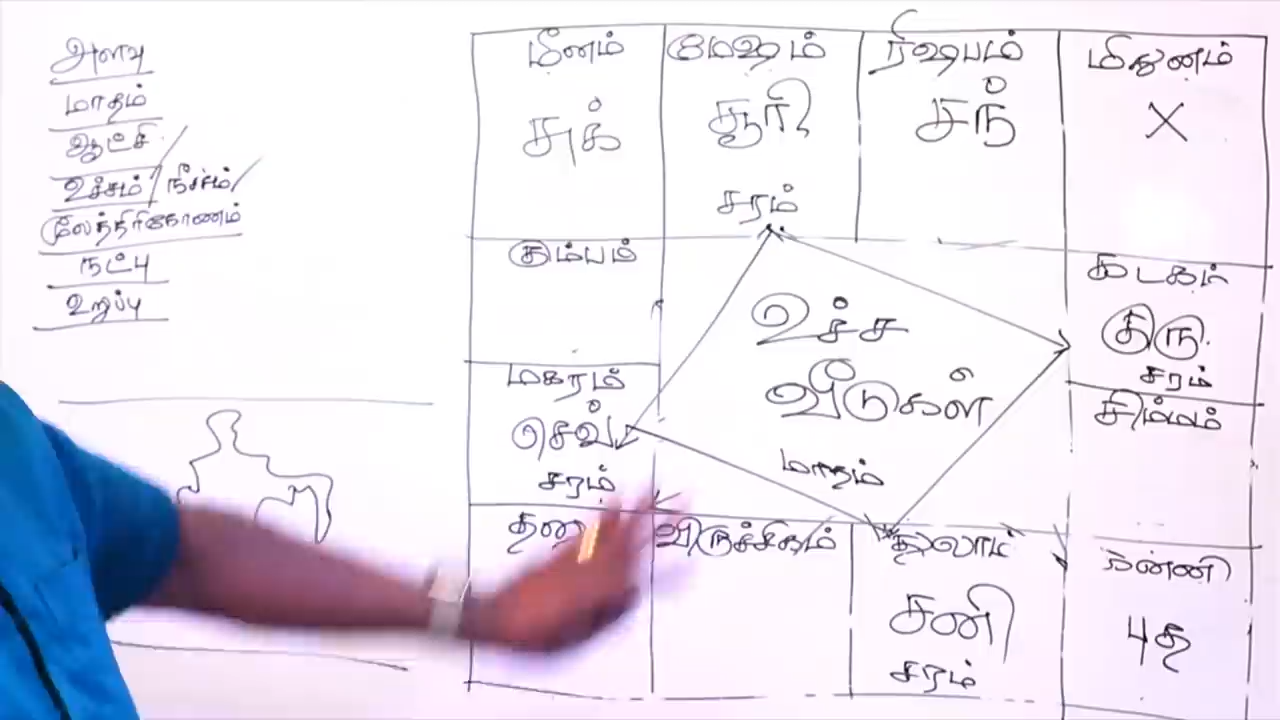 அளவு
மாதம்
ஆட்சி
உச்சம் / நீசம்
மூலத்திரிகோணம்
நட்பு
உறுப்பு
மீனம்
சுக்
மேஷம்
சூரி
சரம்
ரிஷபம்
சந்
மிதுனம்
X
கும்பம்
உச்ச
வீடுகள்
மாதம்
கடகம்
குரு
சரம்
மகரம்
செவ்
சரம்
சிம்மம்
விருச்சிகம்
துலாம்
சனி
சரம்
கன்னி
புத